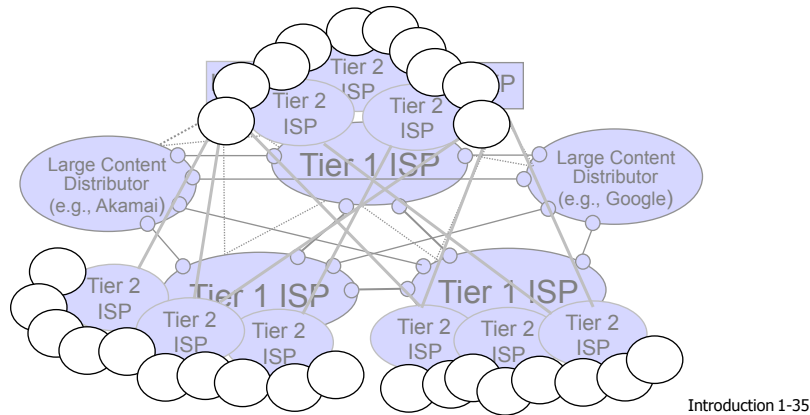 Tier 2
ISP
Tier 2
ISP
Tier 2
ISP
Tier 1 ISP
Large Content
Distributor
(e.g., Akamai)
Large Content
Distributor
(e.g., Google)
Tier 1 ISP
Tier 1 ISP
Tier 2
ISP
Tier 2
ISP
Tier 2
ISP
Tier 2
ISP
Tier 2
ISP
Tier 2
ISP
Introduction 1-35